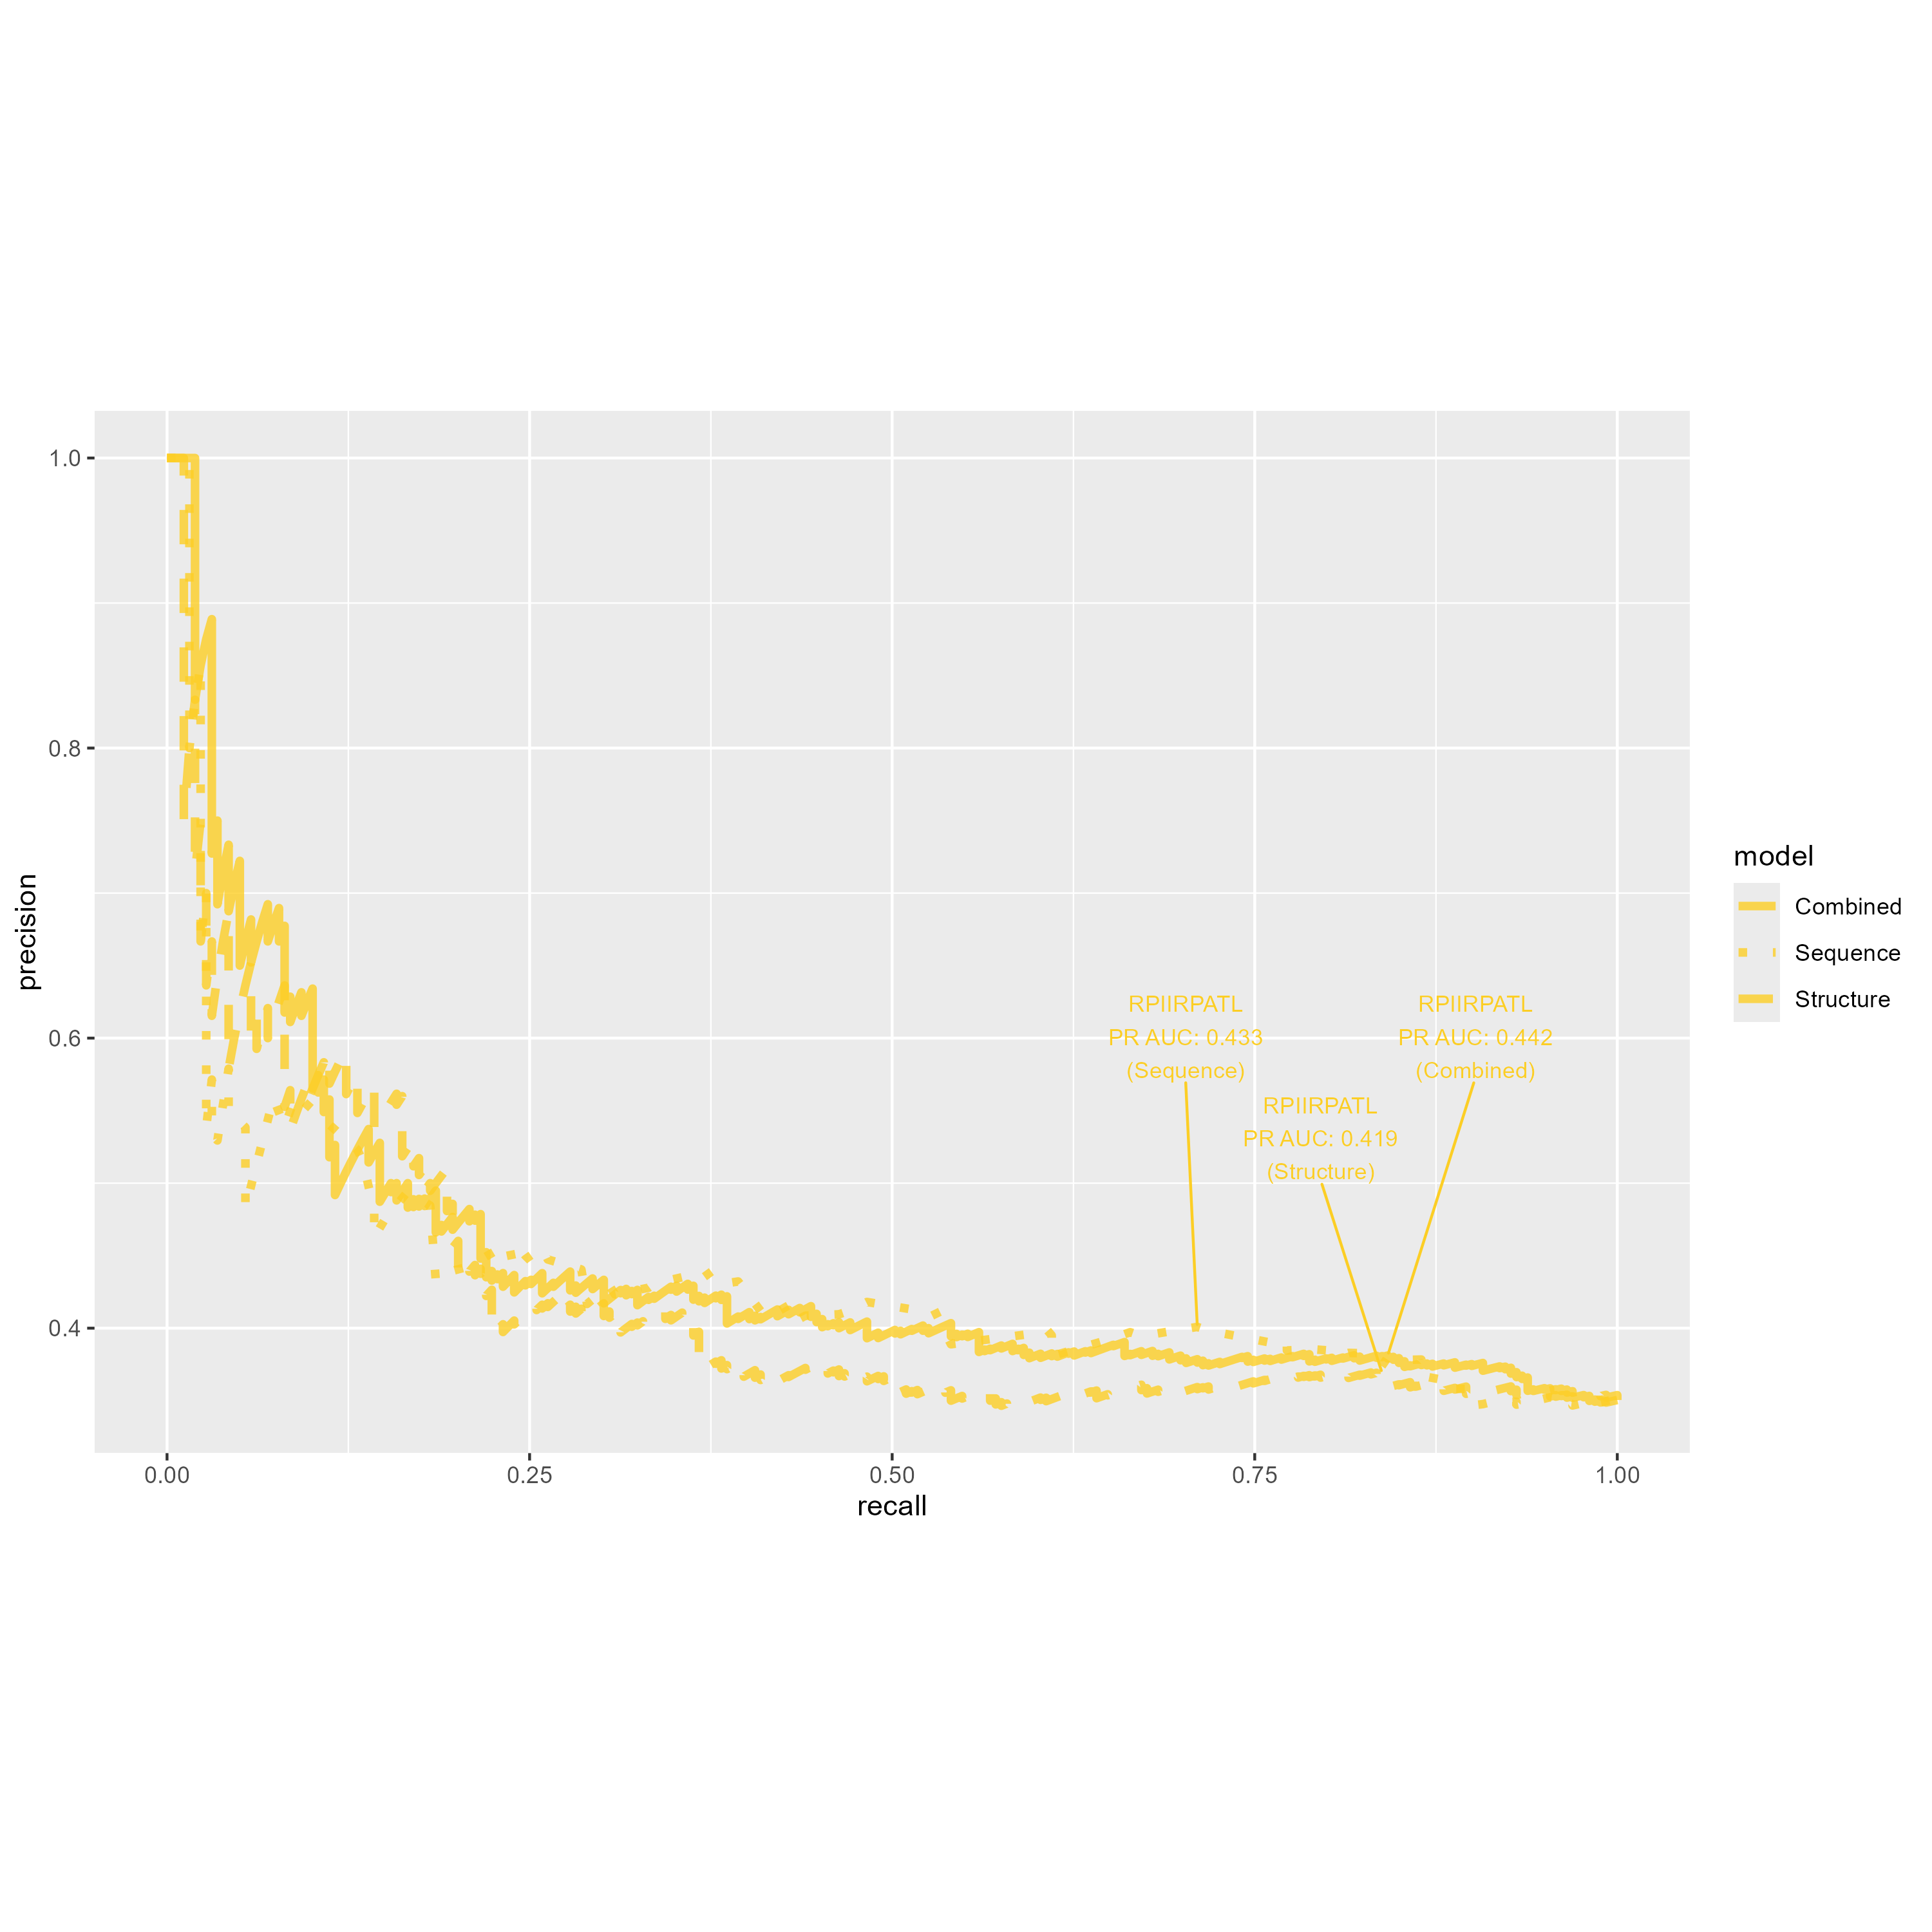 1.0
0.8
0.6
0.4
precision
0.00
0.25
0.50
0.75
1.00
recall
RPIIRPATL
PR AUC: 0.433
(Sequence)
RPIIRPATL
PR AUC: 0.442
(Combined)
RPIIRPATL
PR AUC: 0.419
(Structure)
model
Combined
Sequence
Structure